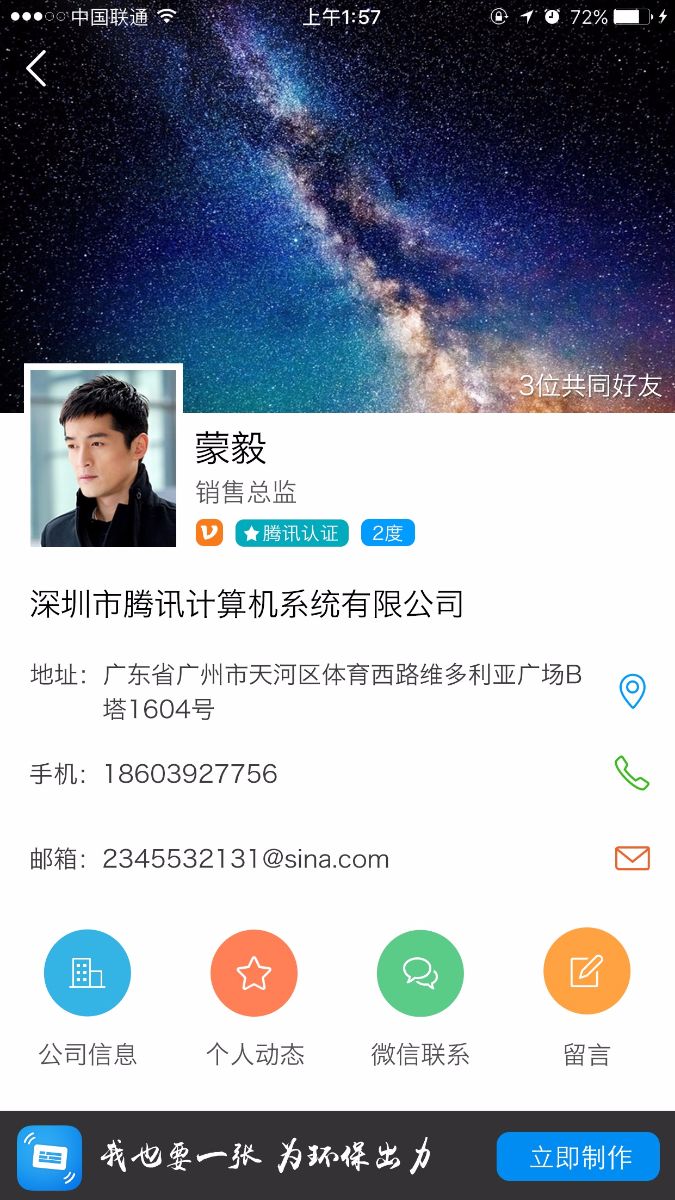 中国联通 上午1:57 72%
3位共同好友
蒙毅
销售总监
腾讯认证 2度
深圳市腾讯计算机系统有限公司
地址：广东省广州市天河区体育西路维多利亚广场B
塔1604号
手机：18603927756
邮箱：2345532131@sina.com
公司信息 个人动态 微信联系 留言
我也要一张 为环保出力 立即制作